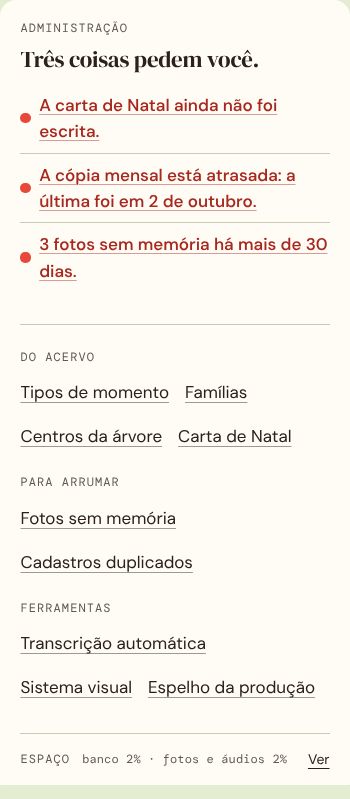 ADMINISTRAÇÃO
Três coisas pedem você.
A carta de Natal ainda não foi
escrita.
A cópia mensal está atrasada: a
última foi em 2 de outubro.
3 fotos sem memória há mais de 30
dias.
DO ACERVO
Tipos de momento Famílias
Centros da árvore Carta de Natal
PARA ARRUMAR
Fotos sem memória
Cadastros duplicados
FERRAMENTAS
Transcrição automática
Sistema visual Espelho da produção
ESPAÇO banco 2% · fotos e áudios 2% Ver